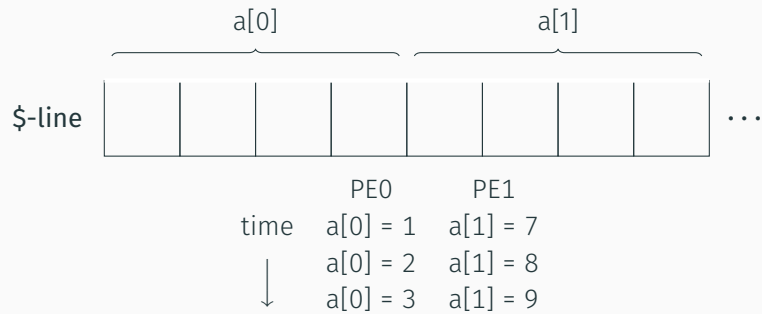 a[0] a[1]
$-line ...
PE0 PE1
time a[0] = 1 a[1] = 7
a[0] = 2 a[1] = 8
a[0] = 3 a[1] = 9